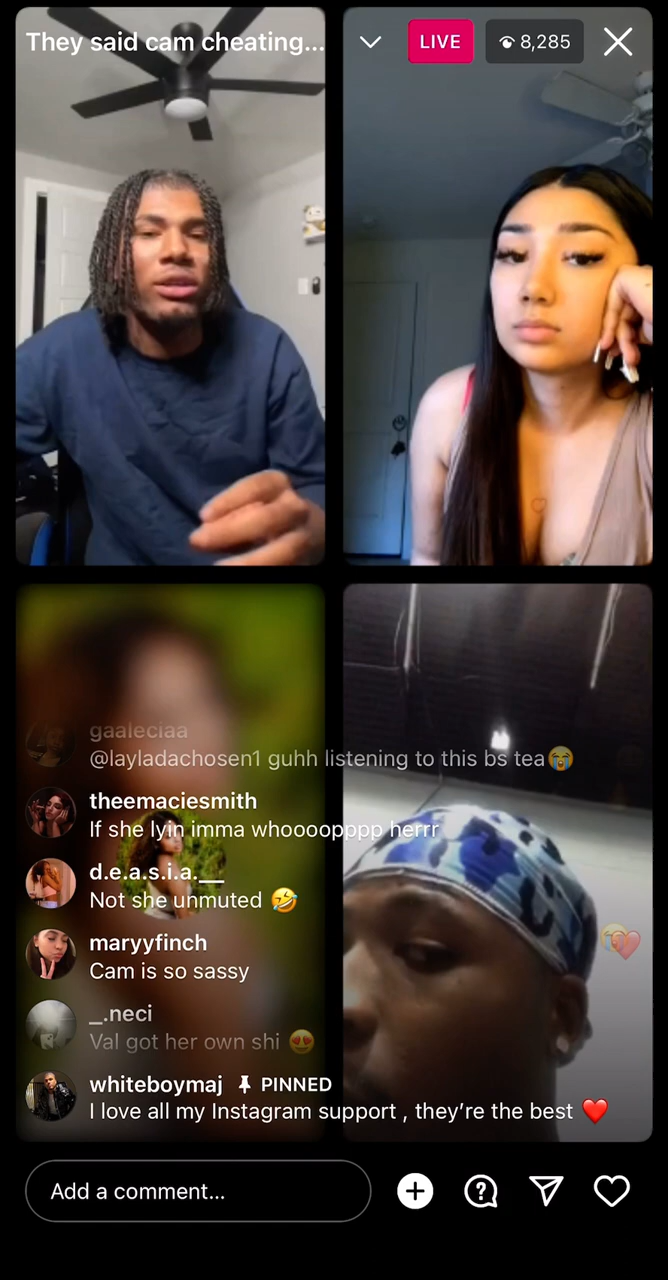 They said cam cheating...
LIVE
8,285
gaaleciaa
@layladachosen1 guhh listening to this bs tea😭
theemaciesmith
If she lyin imma whoooopppp herrr
d.e.a.s.i.a.__
Not she unmuted 🤣
maryyfinch
Cam is so sassy
_.neci
Val got her own shi 😍
whiteboymaj PINNED
I love all my Instagram support , they’re the best ❤️
Add a comment...